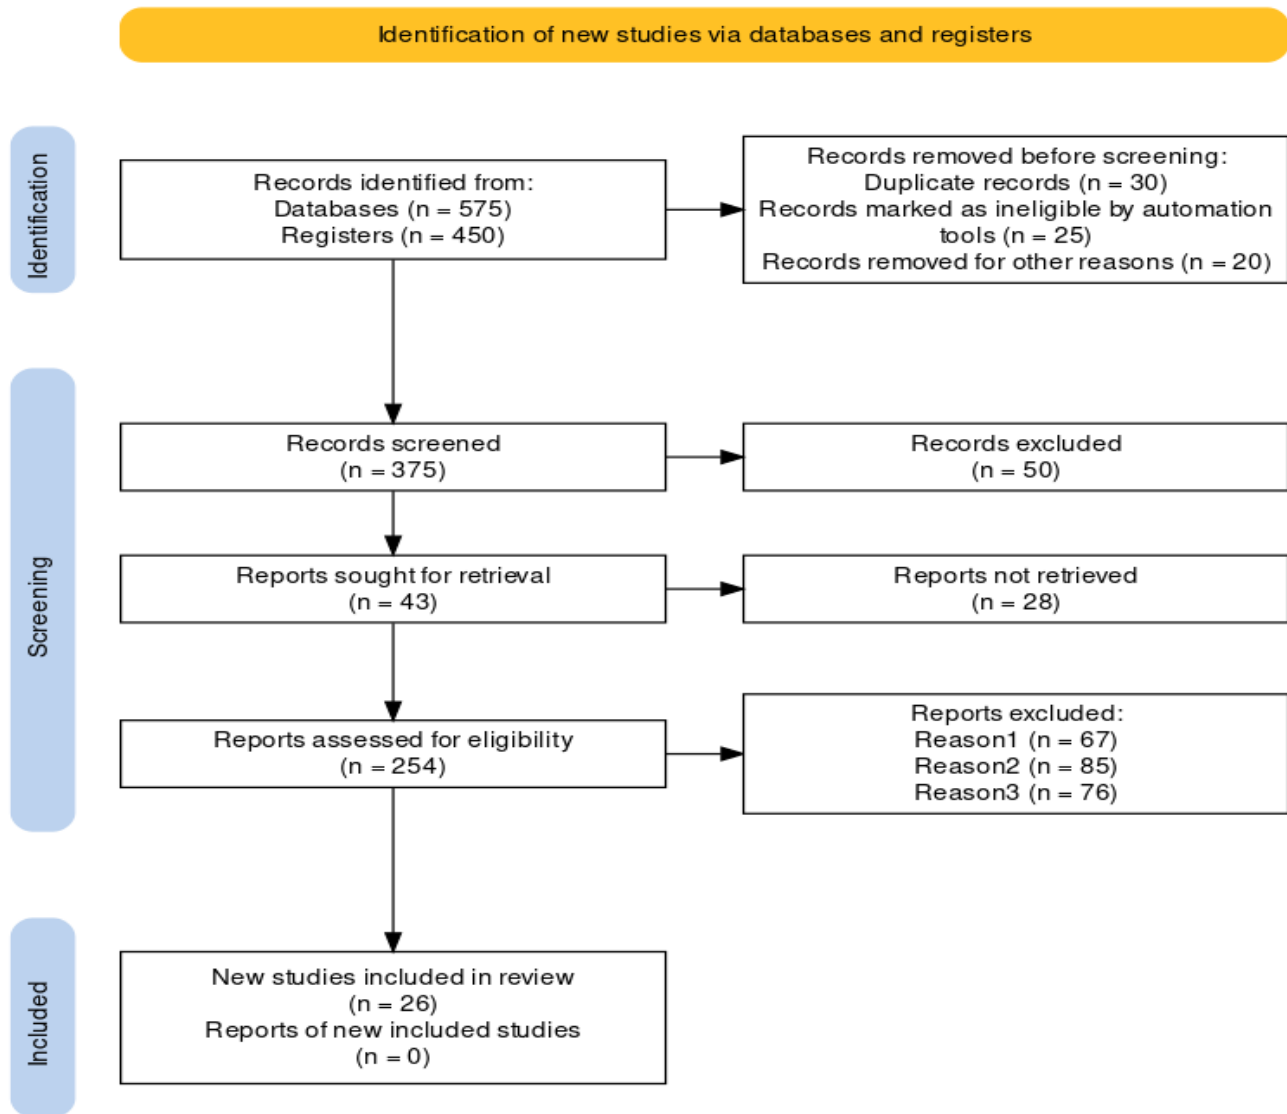 Identification of new studies via databases and registers
Identification
Records identified from:
Databases (n = 575)
Registers (n = 450)
Records removed before screening:
Duplicate records (n = 30)
Records marked as ineligible by automation
tools (n = 25)
Records removed for other reasons (n = 20)
Screening
Records screened
(n = 375)
Records excluded
(n = 50)
Reports sought for retrieval
(n = 43)
Reports not retrieved
(n = 28)
Reports assessed for eligibility
(n = 254)
Reports excluded:
Reason1 (n = 67)
Reason2 (n = 85)
Reason3 (n = 76)
Included
New studies included in review
(n = 26)
Reports of new included studies
(n = 0)